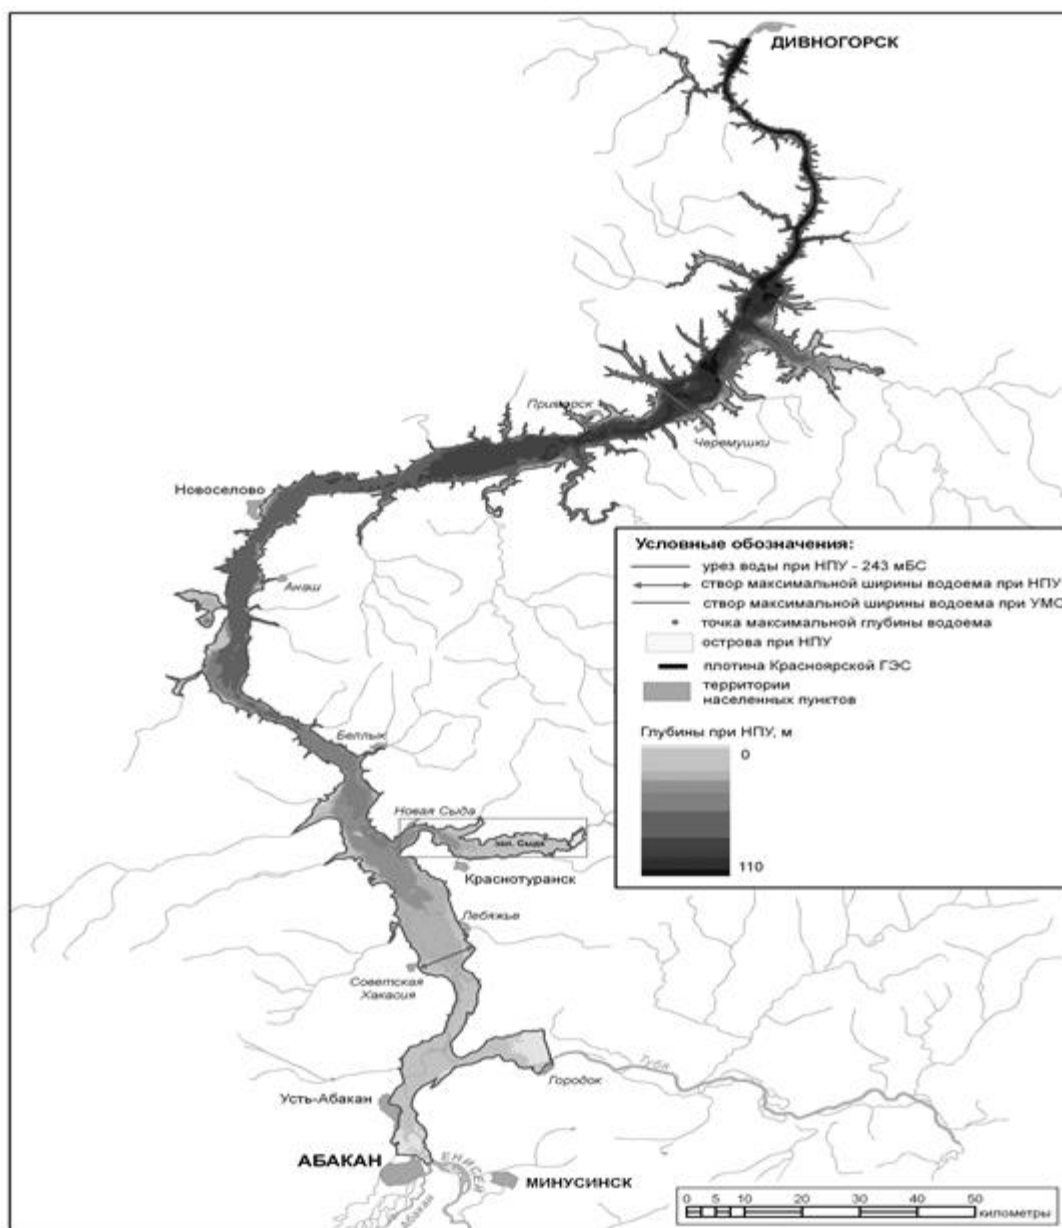 ДИВНОГОРСК
Приморск
Черемушки
Новоселово
Анаш
Условные обозначения:
урез воды при НПУ - 243 мБС
створ максимальной ширины водоема при НПУ
створ максимальной ширины водоема при УМО
точка максимальной глубины водоема
острова при НПУ
плотина Красноярской ГЭС
территории
населенных пунктов
Глубины при НПУ, м
0
110
Беллык
Новая Сыда
зал. Сыда
Краснотуранск
Лебяжье
Советская
Хакасия
Туба
Городок
Усть-Абакан
АБАКАН
ЕНИСЕЙ
МИНУСИНСК
Абакан
0 5 10 20 30 40 50
километры